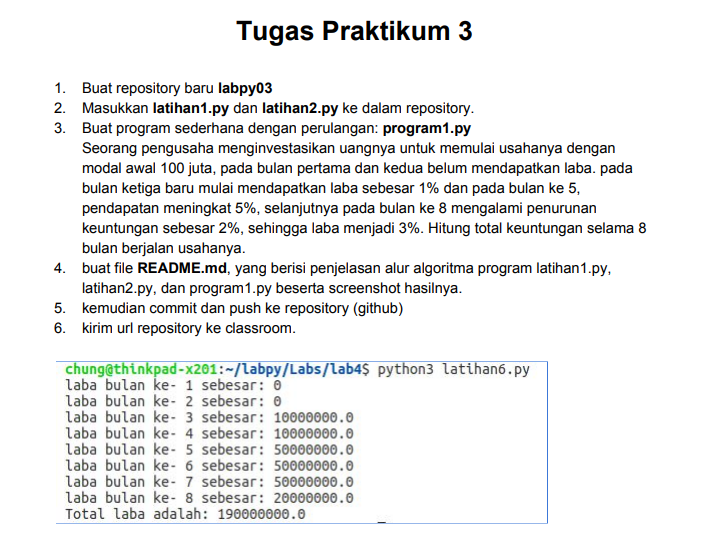 Tugas Praktikum 3
1. Buat repository baru labpy03
2. Masukkan latihan1.py dan latihan2.py ke dalam repository.
3. Buat program sederhana dengan perulangan: program1.py
Seorang pengusaha menginvestasikan uangnya untuk memulai usahanya dengan
modal awal 100 juta, pada bulan pertama dan kedua belum mendapatkan laba. pada
bulan ketiga baru mulai mendapatkan laba sebesar 1% dan pada bulan ke 5,
pendapatan meningkat 5%, selanjutnya pada bulan ke 8 mengalami penurunan
keuntungan sebesar 2%, sehingga laba menjadi 3%. Hitung total keuntungan selama 8
bulan berjalan usahanya.
4. buat file README.md, yang berisi penjelasan alur algoritma program latihan1.py,
latihan2.py, dan program1.py beserta screenshot hasilnya.
5. kemudian commit dan push ke repository (github)
6. kirim url repository ke classroom.
chung@thinkpad-x201:~/labpy/Labs/lab4$ python3 latihan6.py
laba bulan ke- 1 sebesar: 0
laba bulan ke- 2 sebesar: 0
laba bulan ke- 3 sebesar: 10000000.0
laba bulan ke- 4 sebesar: 10000000.0
laba bulan ke- 5 sebesar: 50000000.0
laba bulan ke- 6 sebesar: 50000000.0
laba bulan ke- 7 sebesar: 50000000.0
laba bulan ke- 8 sebesar: 20000000.0
Total laba adalah: 190000000.0